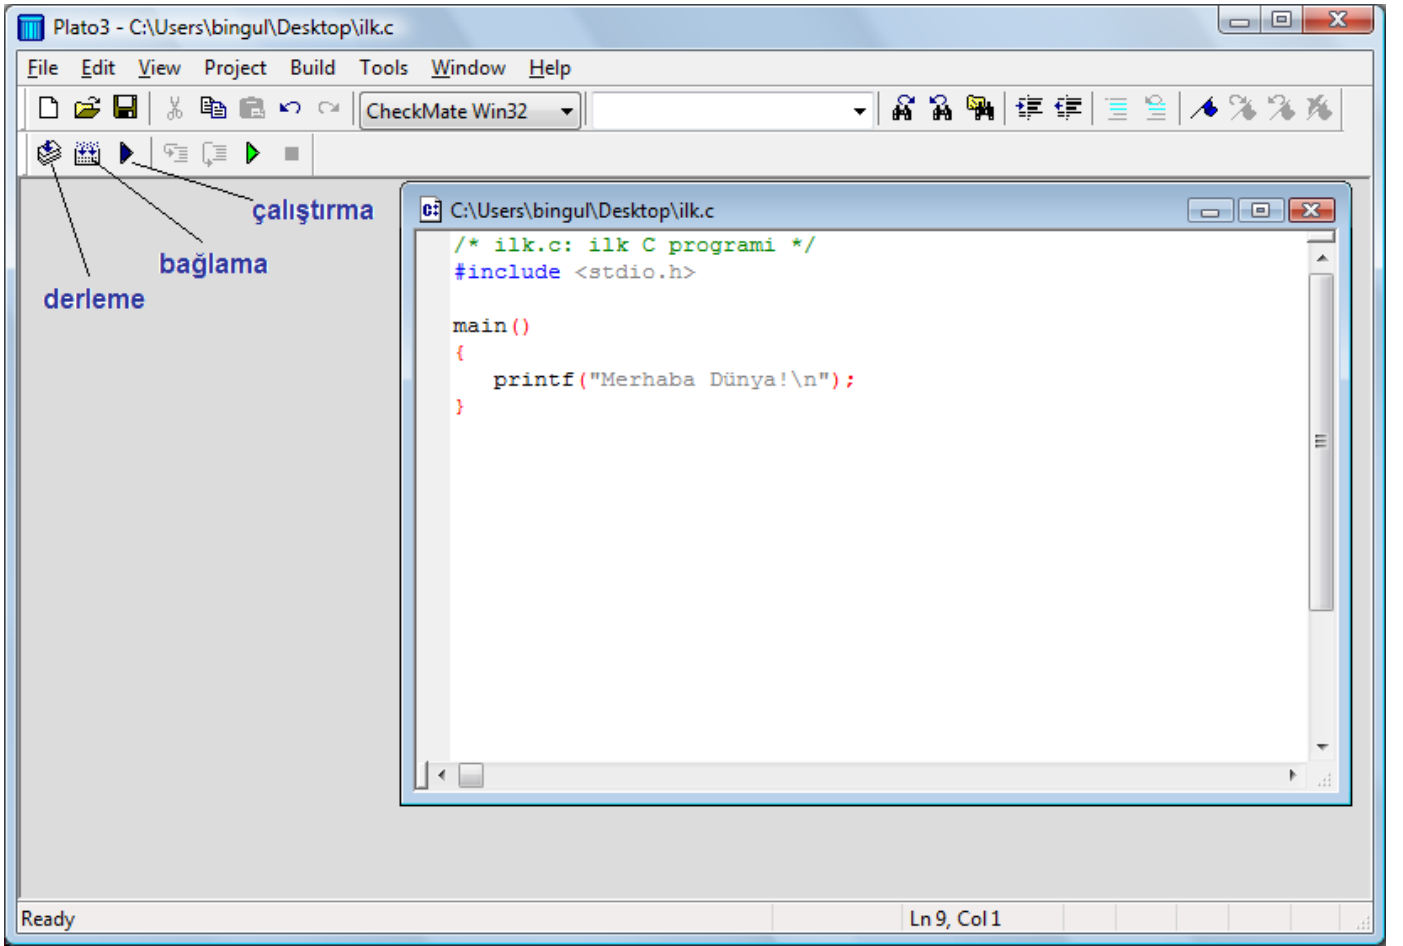 Plato3 - C:\Users\bingul\Desktop\ilk.c
File Edit View Project Build Tools Window Help
CheckMate Win32
çalıştırma
bağlama
derleme
C:\Users\bingul\Desktop\ilk.c
/* ilk.c: ilk C programi */
#include <stdio.h>
main()
{
printf("Merhaba Dünya!\n");
}
Ready
Ln 9, Col 1